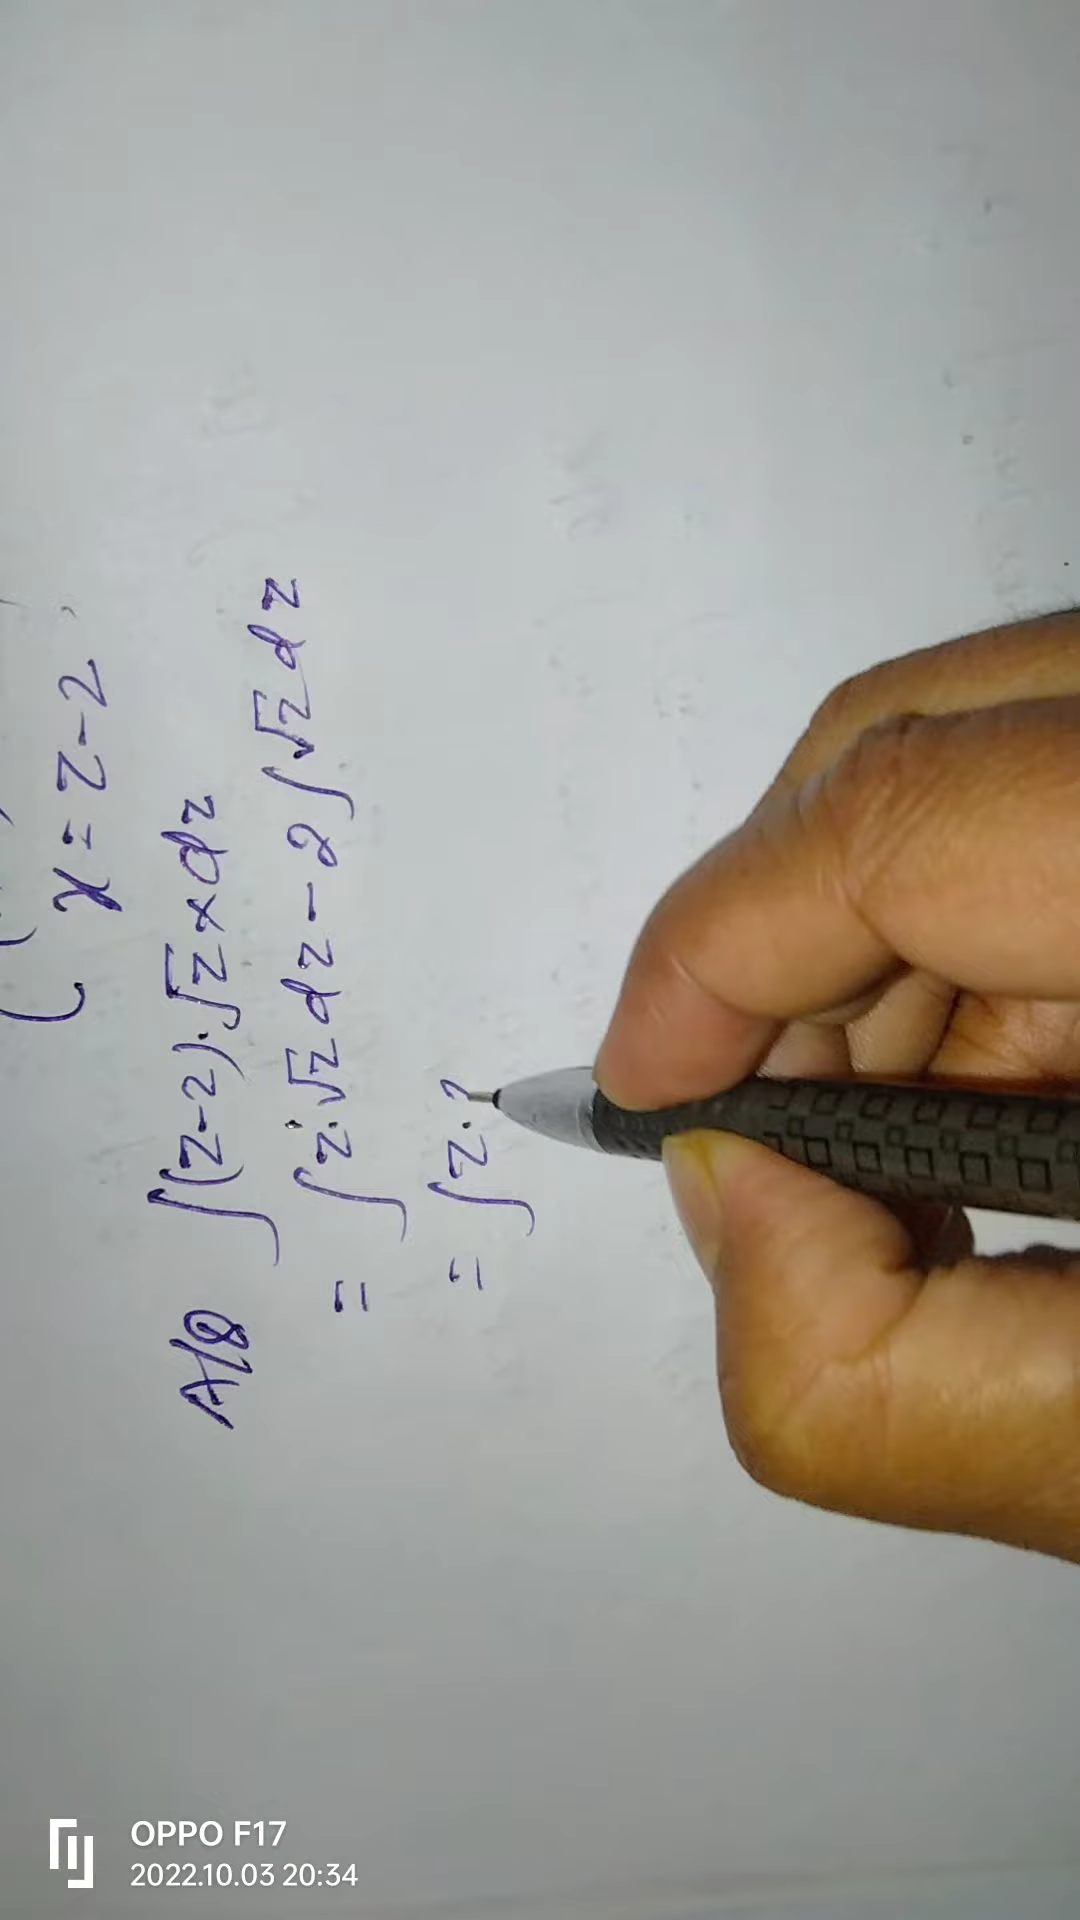 x = z - 2
A/Q ∫(z-2).√z × dz
= ∫z.√z dz - 2∫√z dz
= ∫z.
OPPO F17
2022.10.03 20:34